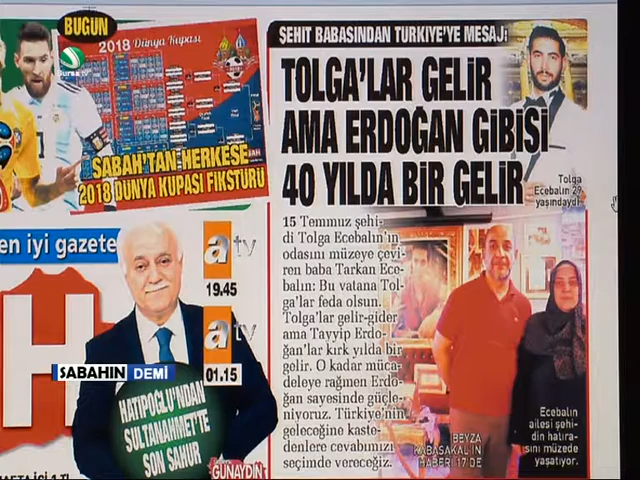 BUGÜN
Bursa tv
2018 Dünya Kupası
SABAH'TAN HERKESE
2018 DÜNYA KUPASI FİKSTÜRÜ
en iyi gazete
atv
19.45
atv
01.15
H
SABAHIN DEMİ
HATİPOĞLU'NDAN
SULTANAHMET'TE
SON SAHUR
GÜNAYDIN
ŞEHİT BABASINDAN TÜRKİYE'YE MESAJ:
TOLGA'LAR GELİR
AMA ERDOĞAN GİBİSİ
40 YILDA BİR GELİR
Tolga
Ecebalın 29
yaşındaydı.
15 Temmuz şehi-
di Tolga Ecebalın'ın
odasını müzeye çevi-
ren baba Tarkan Ece-
balın: Bu vatana Tol-
ga'lar feda olsun.
Tolga'lar gelir-gider
ama Tayyip Erdo-
ğan'lar kırk yılda bir
gelir. O kadar müca-
deleye rağmen Erdo-
ğan sayesinde güçle-
niyoruz. Türkiye'nin
geleceğine kaste-
denlere cevabımızı
seçimde vereceğiz.
BEYZA
KABASAKAL'IN
HABERİ 17'DE
Ecebalın
ailesi şehi-
din hatıra-
sını müzede
yaşatıyor.